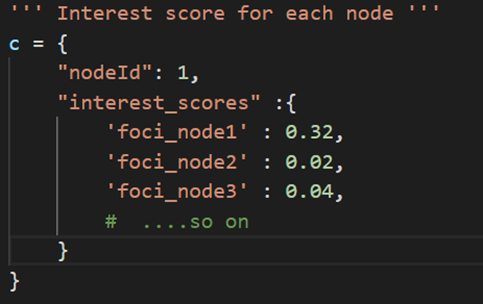 ''' Interest score for each node '''
c = {
    "nodeId": 1,
    "interest_scores" :{
        'foci_node1' : 0.32,
        'foci_node2' : 0.02,
        'foci_node3' : 0.04,
        #  ....so on
    }
}